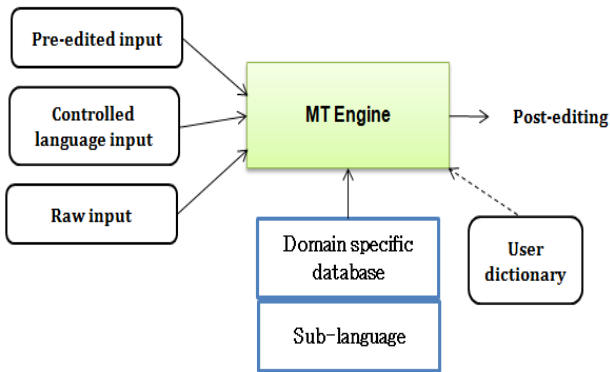 Pre-edited input
Controlled
language input
Raw input
MT Engine
Post-editing
Domain specific
database
Sub-language
User
dictionary